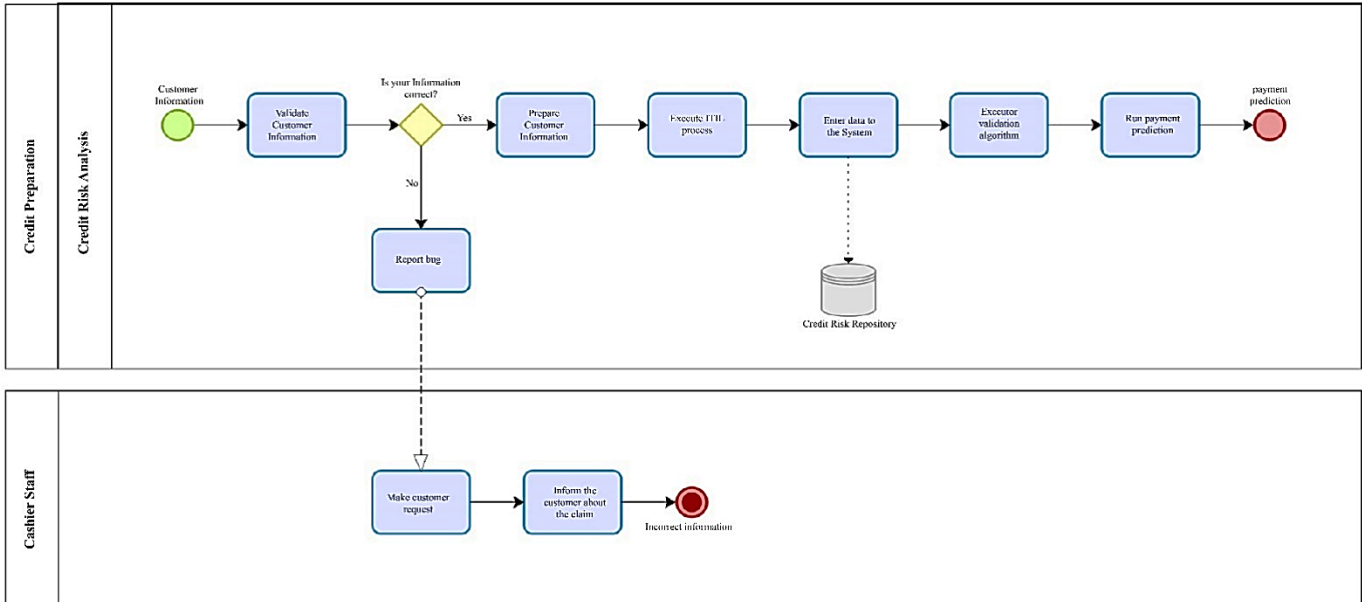 Credit Preparation
Credit Risk Analysis
Customer
Information
Validate
Customer
Information
Is your Information
correct?
Yes
No
Prepare
Customer
Information
Execute
process
Enter data to
the System
Executor
validation
algorithm
Run payment
prediction
payment
prediction
Report bug
Credit Risk Repository
Cashier Staff
Make customer
request
Inform the
customer about
the claim
Incorrect information